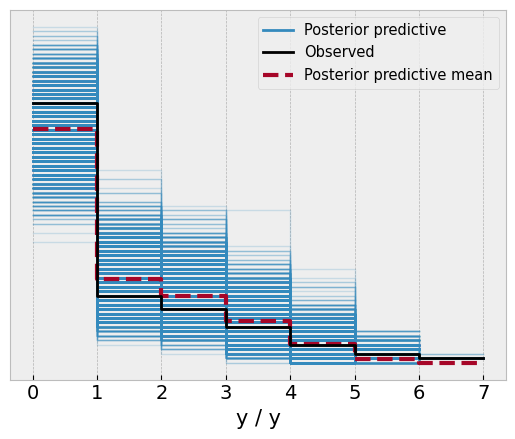 Posterior predictive
Observed
Posterior predictive mean
0 1 2 3 4 5 6 7
y / y